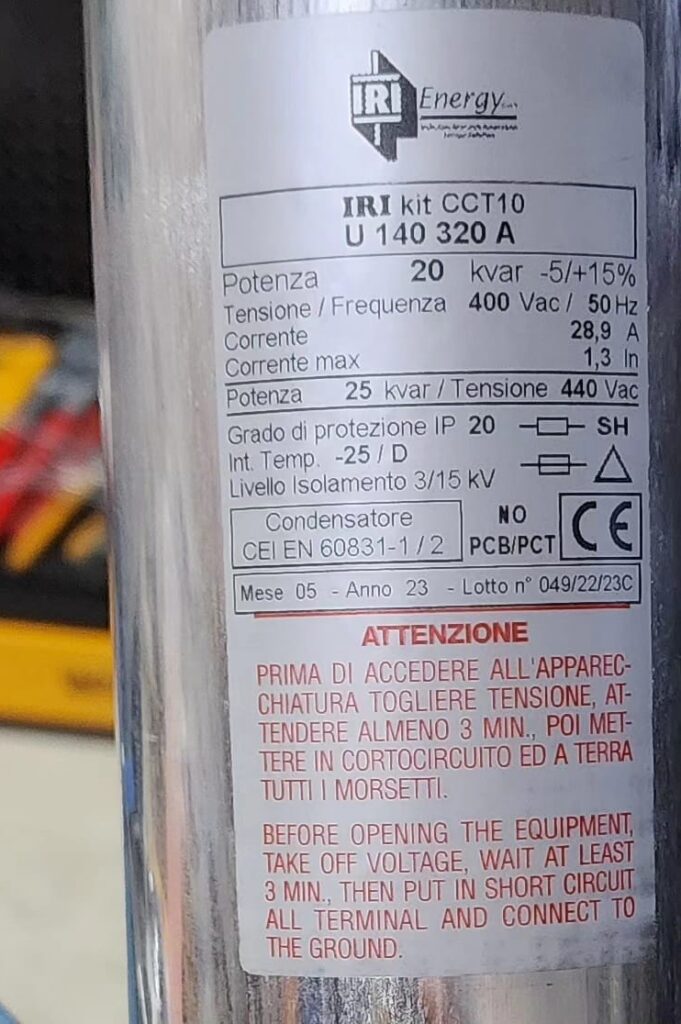 IRI Energy
IRI kit CCT10
U 140 320 A
Potenza 20 kvar -5/+15%
Tensione / Frequenza 400 Vac / 50 Hz
Corrente 28,9 A
Corrente max 1,3 In
Potenza 25 kvar / Tensione 440 Vac
Grado di protezione IP 20 SH
Int. Temp. -25 / D
Livello Isolamento 3/15 kV
Condensatore
CEI EN 60831-1 / 2
NO
PCB/PCT
CE
Mese 05 - Anno 23 - Lotto n° 049/22/23C
ATTENZIONE
PRIMA DI ACCEDERE ALL'APPAREC-
CHIATURA TOGLIERE TENSIONE, AT-
TENDERE ALMENO 3 MIN., POI MET-
TERE IN CORTOCIRCUITO ED A TERRA
TUTTI I MORSETTI.
BEFORE OPENING THE EQUIPMENT,
TAKE OFF VOLTAGE, WAIT AT LEAST
3 MIN., THEN PUT IN SHORT CIRCUIT
ALL TERMINAL AND CONNECT TO
THE GROUND.